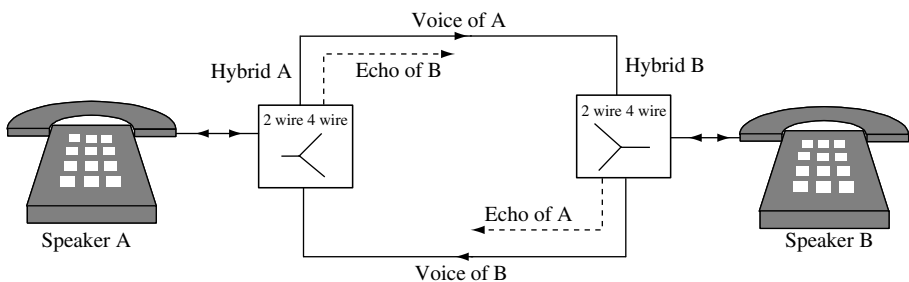 Voice of A
Hybrid A
Echo of B
Hybrid B
2 wire 4 wire
2 wire 4 wire
Echo of A
Speaker A
Speaker B
Voice of B